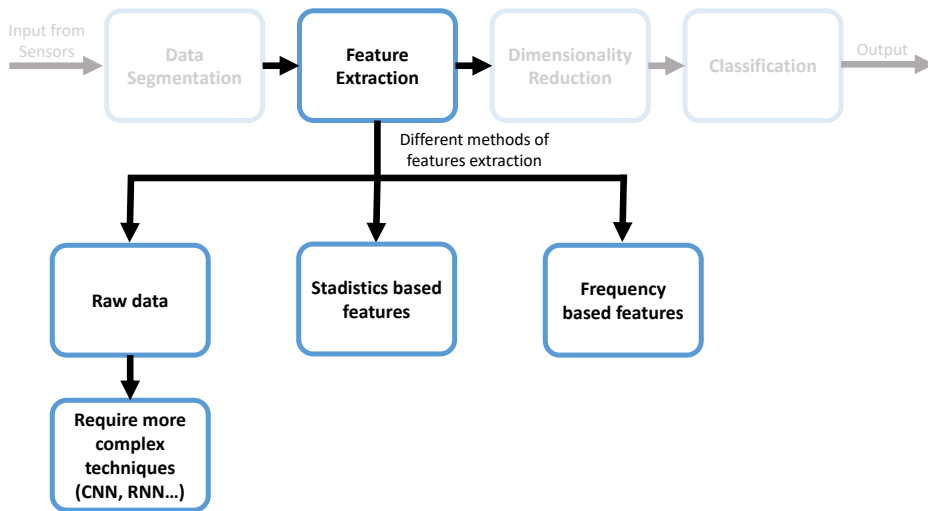 Input from
Sensors
Data
Segmentation
Feature
Extraction
Dimensionality
Reduction
Classification
Output
Different methods of
features extraction
Raw data
Stadistics based
features
Frequency
based features
Require more
complex
techniques
(CNN, RNN...)